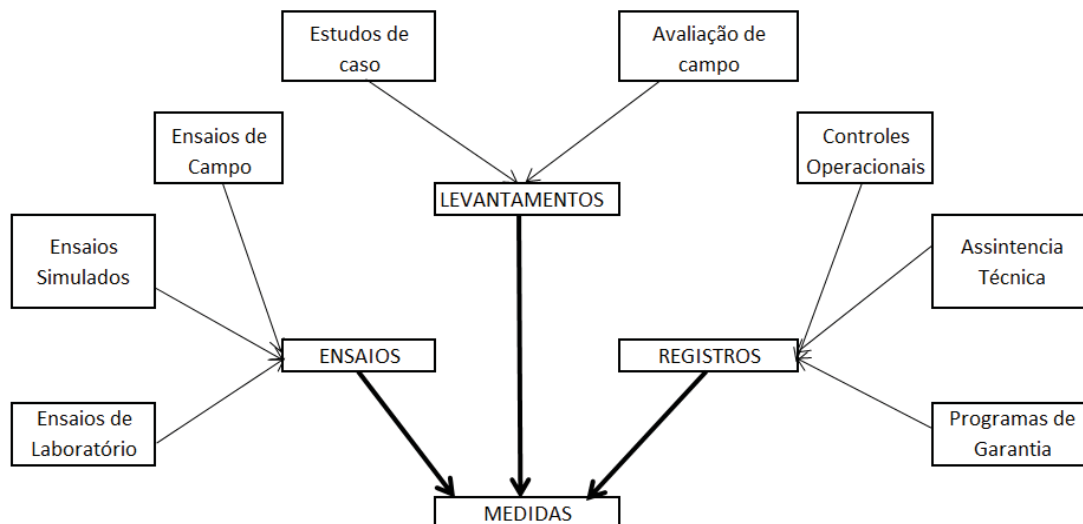 Estudos de
caso
Avaliação de
campo
Ensaios de
Campo
Controles
Operacionais
LEVANTAMENTOS
Ensaios
Simulados
Assintencia
Técnica
ENSAIOS
REGISTROS
Ensaios de
Laboratório
Programas de
Garantia
MEDIDAS